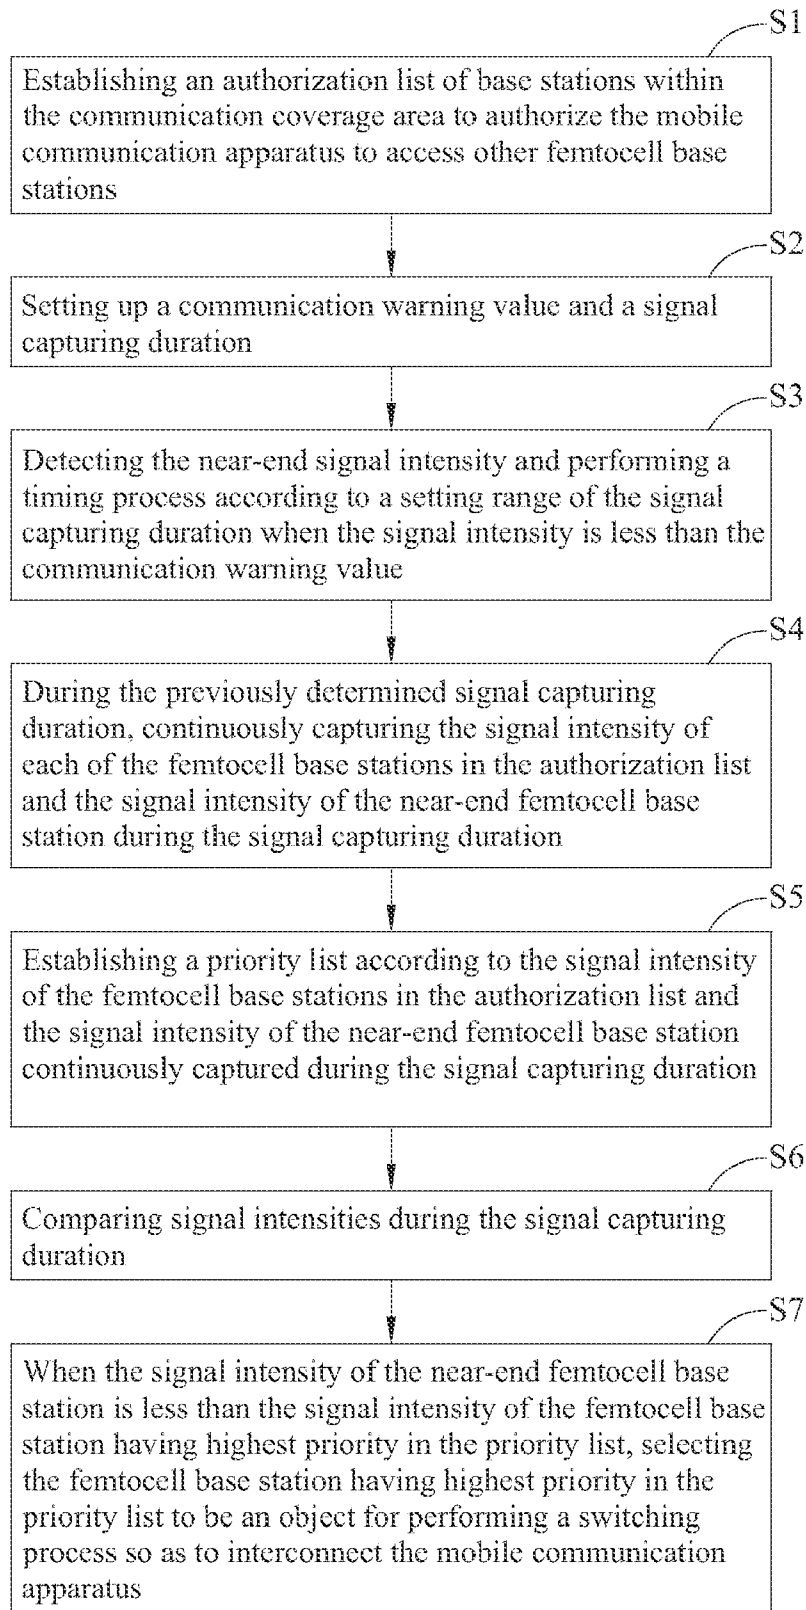 S1
Establishing an authorization list of base stations within
the communication coverage area to authorize the mobile
communication apparatus to access other femtocell base
stations
S2
Setting up a communication warning value and a signal
capturing duration
S3
Detecting the near-end signal intensity and performing a
timing process according to a setting range of the signal
capturing duration when the signal intensity is less than the
communication warning value
S4
During the previously determined signal capturing
duration, continuously capturing the signal intensity of
each of the femtocell base stations in the authorization list
and the signal intensity of the near-end femtocell base
station during the signal capturing duration
S5
Establishing a priority list according to the signal intensity
of the femtocell base stations in the authorization list and
the signal intensity of the near-end femtocell base station
continuously captured during the signal capturing duration
S6
Comparing signal intensities during the signal capturing
duration
S7
When the signal intensity of the near-end femtocell base
station is less than the signal intensity of the femtocell base
station having highest priority in the priority list, selecting
the femtocell base station having highest priority in the
priority list to be an object for performing a switching
process so as to interconnect the mobile communication
apparatus